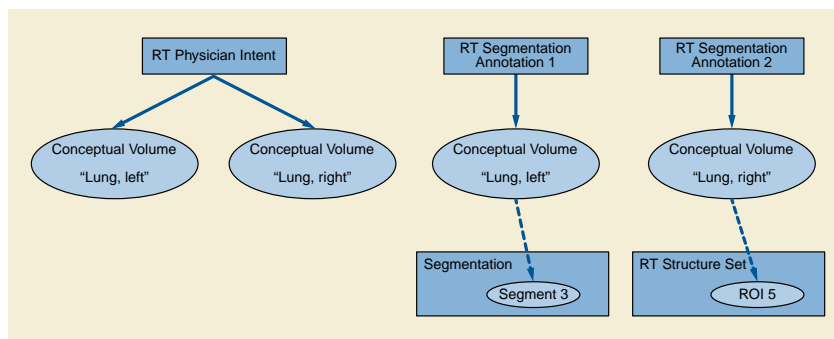 RT Physician Intent
RT Segmentation
Annotation 1
RT Segmentation
Annotation 2
Conceptual Volume
“Lung, left”
Conceptual Volume
“Lung, right”
Conceptual Volume
“Lung, left”
Conceptual Volume
“Lung, right”
Segmentation
Segment 3
RT Structure Set
ROI 5